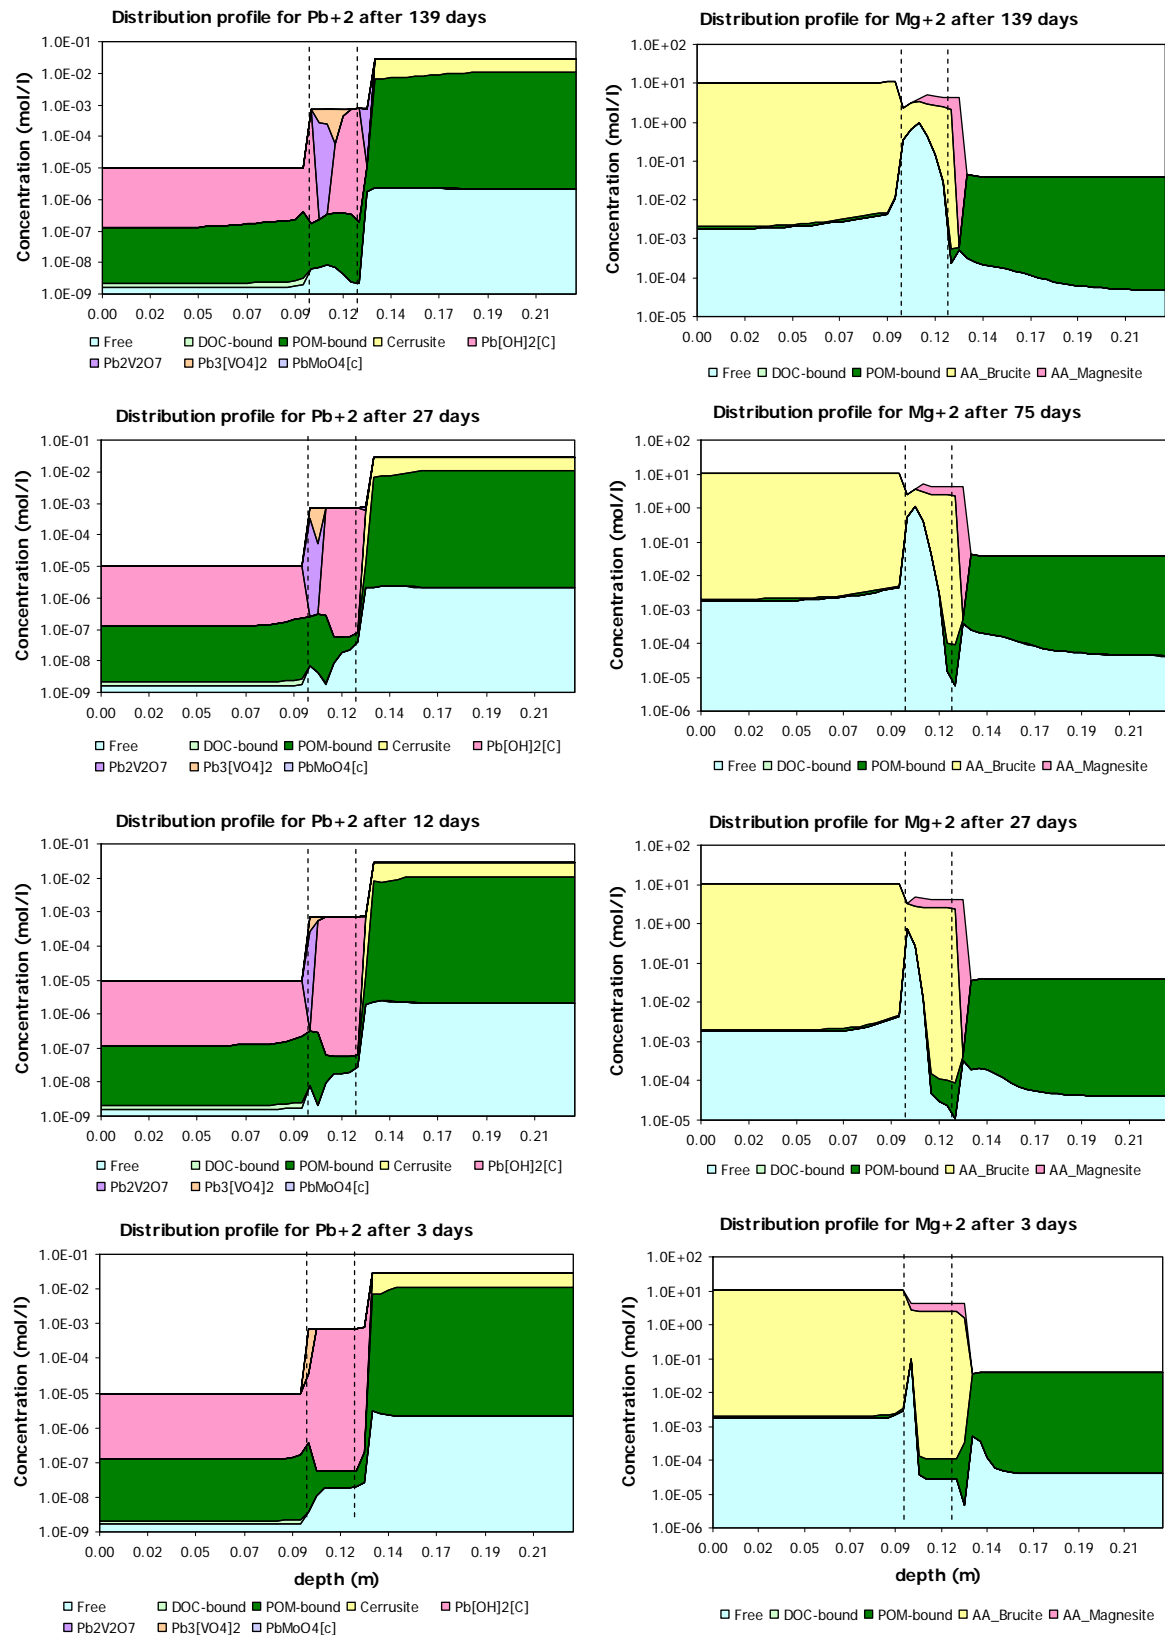 Distribution profile for Pb+2 after 139 days
Concentration (mol/l)
1.0E-01
1.0E-02
1.0E-03
1.0E-04
1.0E-05
1.0E-06
1.0E-07
1.0E-08
1.0E-09
0.00 0.02 0.05 0.07 0.09 0.12 0.14 0.17 0.19 0.21
Free DOC-bound POM-bound Cerrusite Pb[OH]2[C]
Pb2V2O7 Pb3[VO4]2 PbMoO4[c]
Distribution profile for Mg+2 after 139 days
Concentration (mol/l)
1.0E+02
1.0E+01
1.0E+00
1.0E-01
1.0E-02
1.0E-03
1.0E-04
1.0E-05
0.00 0.02 0.05 0.07 0.09 0.12 0.14 0.17 0.19 0.21
Free DOC-bound POM-bound AA_Brucite AA_Magnesite
Distribution profile for Pb+2 after 27 days
Concentration (mol/l)
1.0E-01
1.0E-02
1.0E-03
1.0E-04
1.0E-05
1.0E-06
1.0E-07
1.0E-08
1.0E-09
0.00 0.02 0.05 0.07 0.09 0.12 0.14 0.17 0.19 0.21
Free DOC-bound POM-bound Cerrusite Pb[OH]2[C]
Pb2V2O7 Pb3[VO4]2 PbMoO4[c]
Distribution profile for Mg+2 after 75 days
Concentration (mol/l)
1.0E+02
1.0E+01
1.0E+00
1.0E-01
1.0E-02
1.0E-03
1.0E-04
1.0E-05
1.0E-06
0.00 0.02 0.05 0.07 0.09 0.12 0.14 0.17 0.19 0.21
Free DOC-bound POM-bound AA_Brucite AA_Magnesite
Distribution profile for Pb+2 after 12 days
Concentration (mol/l)
1.0E-01
1.0E-02
1.0E-03
1.0E-04
1.0E-05
1.0E-06
1.0E-07
1.0E-08
1.0E-09
0.00 0.02 0.05 0.07 0.09 0.12 0.14 0.17 0.19 0.21
Free DOC-bound POM-bound Cerrusite Pb[OH]2[C]
Pb2V2O7 Pb3[VO4]2 PbMoO4[c]
Distribution profile for Mg+2 after 27 days
Concentration (mol/l)
1.0E+02
1.0E+01
1.0E+00
1.0E-01
1.0E-02
1.0E-03
1.0E-04
1.0E-05
0.00 0.02 0.05 0.07 0.09 0.12 0.14 0.17 0.19 0.21
Free DOC-bound POM-bound AA_Brucite AA_Magnesite
Distribution profile for Pb+2 after 3 days
Concentration (mol/l)
1.0E-01
1.0E-02
1.0E-03
1.0E-04
1.0E-05
1.0E-06
1.0E-07
1.0E-08
1.0E-09
0.00 0.02 0.05 0.07 0.09 0.12 0.14 0.17 0.19 0.21
depth (m)
Free DOC-bound POM-bound Cerrusite Pb[OH]2[C]
Pb2V2O7 Pb3[VO4]2 PbMoO4[c]
Distribution profile for Mg+2 after 3 days
Concentration (mol/l)
1.0E+02
1.0E+01
1.0E+00
1.0E-01
1.0E-02
1.0E-03
1.0E-04
1.0E-05
1.0E-06
0.00 0.02 0.05 0.07 0.09 0.12 0.14 0.17 0.19 0.21
depth (m)
Free DOC-bound POM-bound AA_Brucite AA_Magnesite